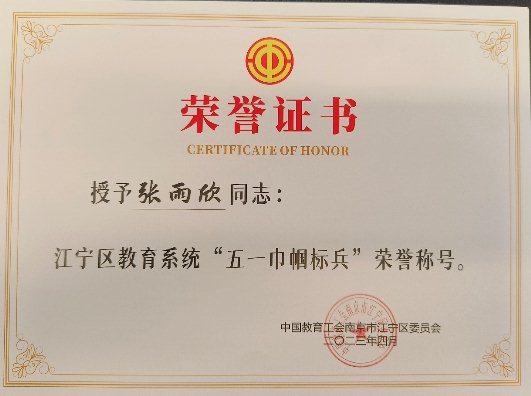 荣誉证书
CERTIFICATE OF HONOR
授予张雨欣同志：
江宁区教育系统“五一巾帼标兵”荣誉称号。
中国教育工会南京市江宁区委员会
二〇二三年四月